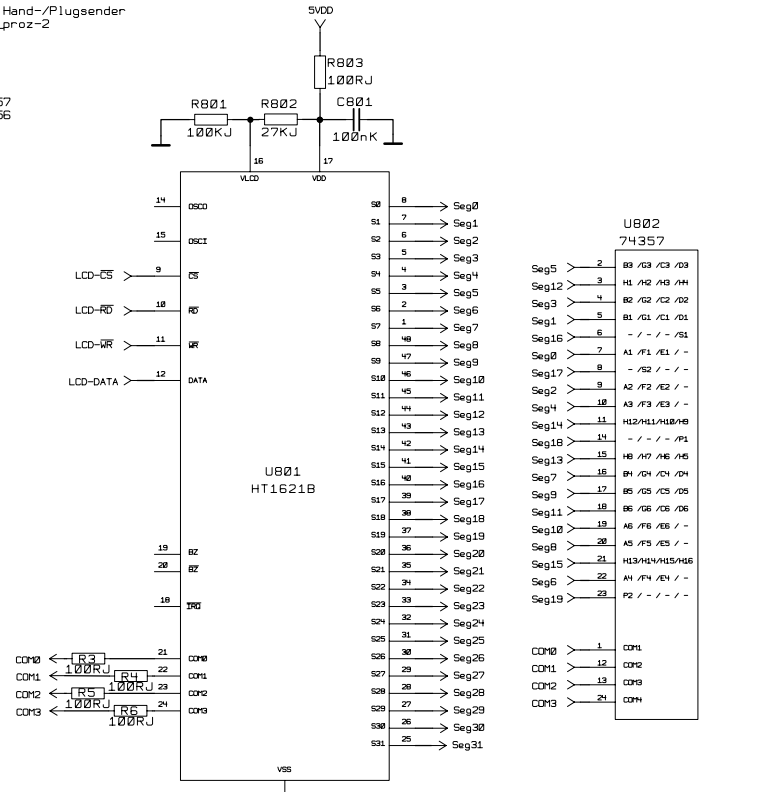 Hand-/Plugsender
proz-2
57
66
5VDD
R803
100RJ
R801
R802
C801
100KJ
27KJ
100nK
16
17
VLCD
VDD
14 OSCO
15 OSCI
LCD-CS 9 CS
LCD-RD 10 RD
LCD-WR 11 WR
LCD-DATA 12 DATA
U801
HT1621B
19 BZ
20 BZ
18 IRQ
COM0 R3 100RJ 21 COM0
COM1 R4 100RJ 22 COM1
COM2 R5 100RJ 23 COM2
COM3 R6 100RJ 24 COM3
VSS
S0 8 Seg0
S1 7 Seg1
S2 6 Seg2
S3 5 Seg3
S4 4 Seg4
S5 3 Seg5
S6 2 Seg6
S7 1 Seg7
S8 48 Seg8
S9 47 Seg9
S10 46 Seg10
S11 45 Seg11
S12 44 Seg12
S13 43 Seg13
S14 42 Seg14
S15 41 Seg15
S16 40 Seg16
S17 39 Seg17
S18 38 Seg18
S19 37 Seg19
S20 36 Seg20
S21 35 Seg21
S22 34 Seg22
S23 33 Seg23
S24 32 Seg24
S25 31 Seg25
S26 30 Seg26
S27 29 Seg27
S28 28 Seg28
S29 27 Seg29
S30 26 Seg30
S31 25 Seg31
U802
74357
Seg5 2 B3 /G3 /C3 /D3
Seg12 3 H1 /H2 /H3 /H4
Seg3 4 B2 /G2 /C2 /D2
Seg1 5 B1 /G1 /C1 /D1
Seg16 6 - / - / - /S1
Seg0 7 A1 /F1 /E1 / -
Seg17 8 - /S2 / - / -
Seg2 9 A2 /F2 /E2 / -
Seg4 10 A3 /F3 /E3 / -
Seg14 11 H12/H11/H10/H9
Seg18 14 - / - / - /P1
Seg13 15 H8 /H7 /H6 /H5
Seg7 16 B4 /G4 /C4 /D4
Seg9 17 B5 /G5 /C5 /D5
Seg11 18 B6 /G6 /C6 /D6
Seg10 19 A6 /F6 /E6 / -
Seg8 20 A5 /F5 /E5 / -
Seg15 21 H13/H14/H15/H16
Seg6 22 A4 /F4 /E4 / -
Seg19 23 P2 / - / - / -
COM0 1 COM1
COM1 12 COM2
COM2 13 COM3
COM3 24 COM4